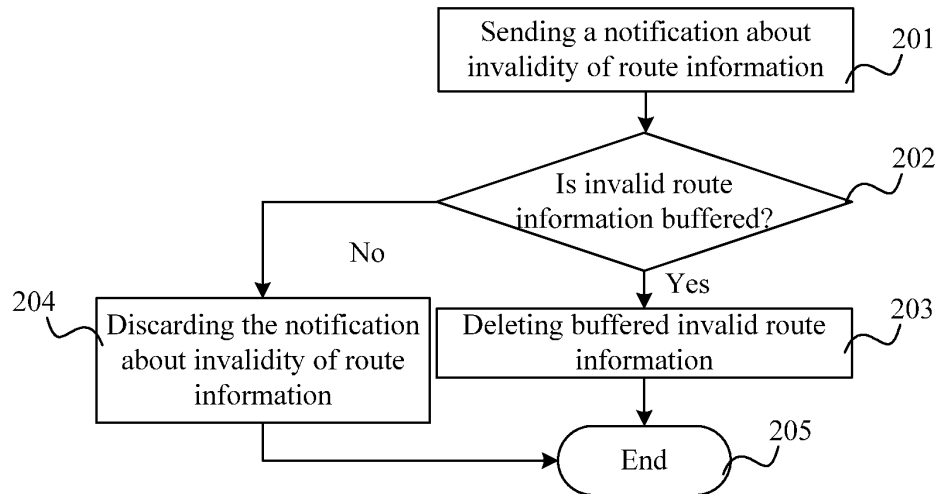 Sending a notification about
invalidity of route information
201
202
Is invalid route
information buffered?
No
Yes
204
Discarding the notification
about invalidity of route
information
Deleting buffered invalid route
information
203
205
End